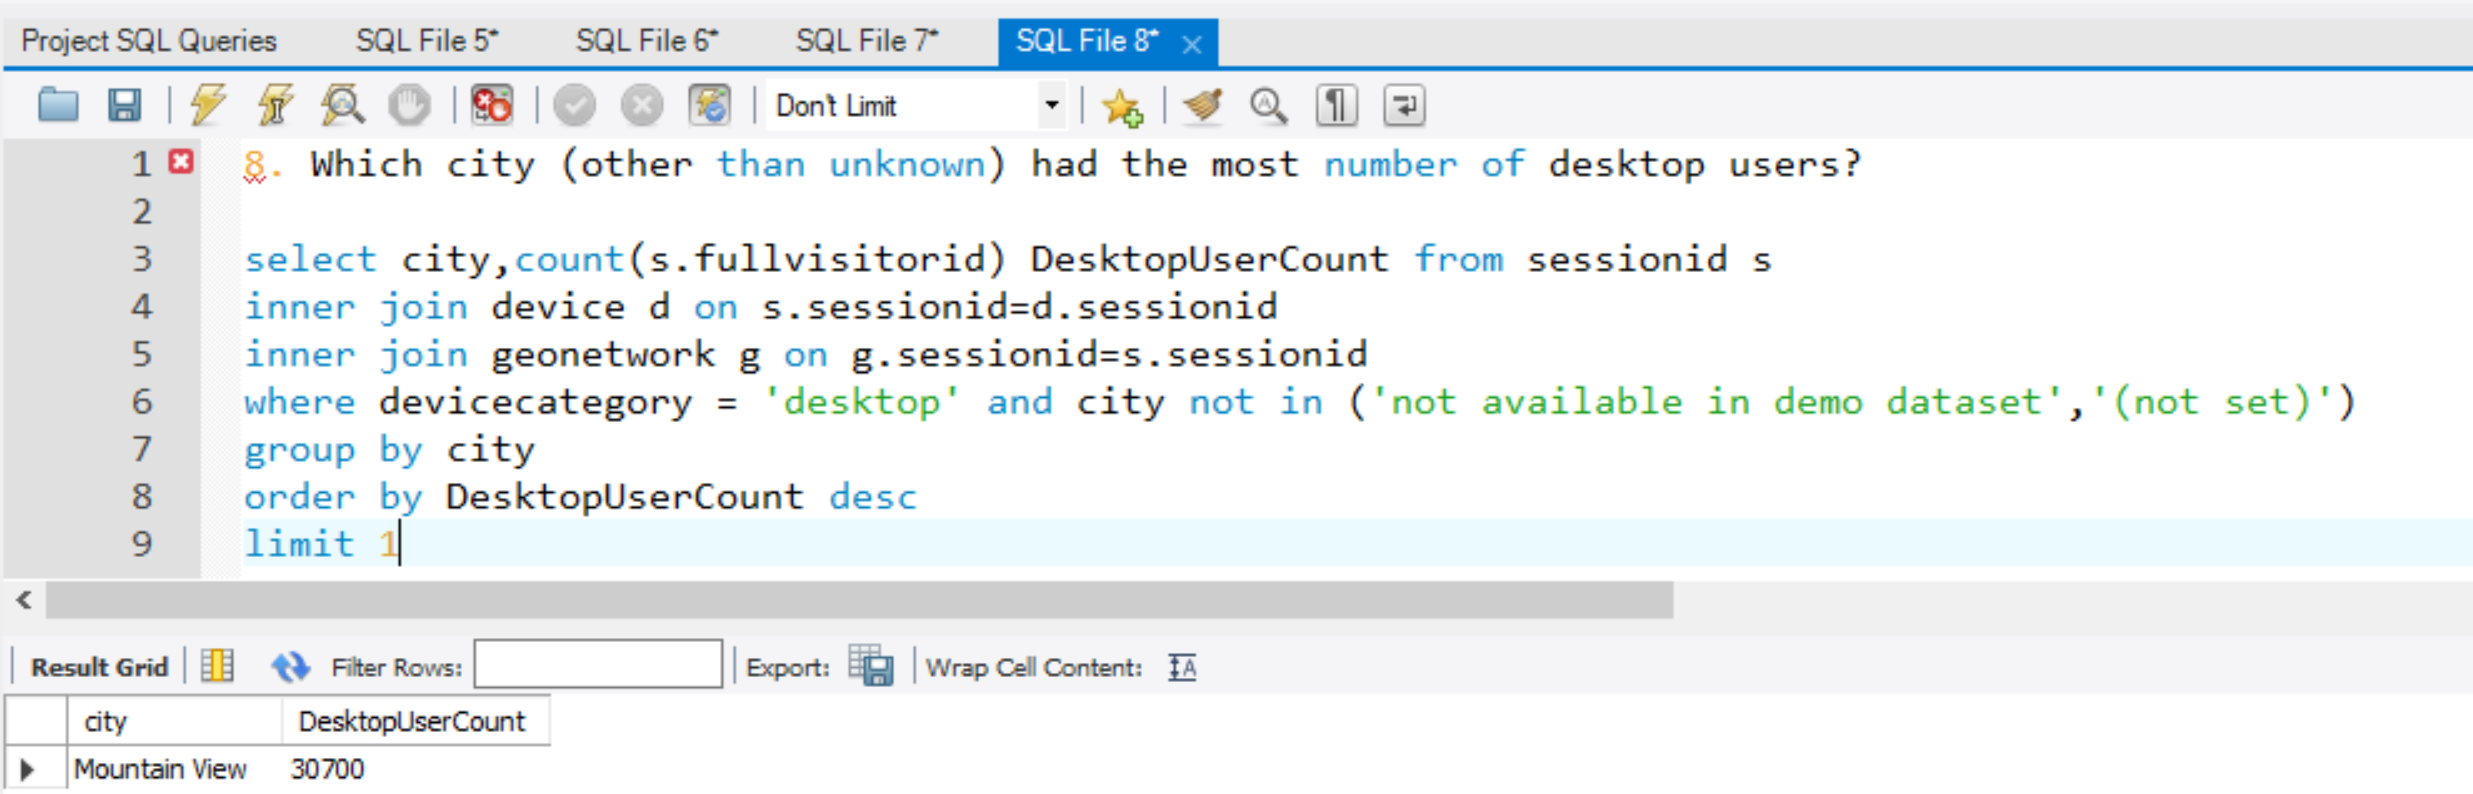 Project SQL Queries SQL File 5* SQL File 6* SQL File 7* SQL File 8*
Don't Limit
1 8. Which city (other than unknown) had the most number of desktop users?
2
3 select city,count(s.fullvisitorid) DesktopUserCount from sessionid s
4 inner join device d on s.sessionid=d.sessionid
5 inner join geonetwork g on g.sessionid=s.sessionid
6 where devicecategory = 'desktop' and city not in ('not available in demo dataset','(not set)')
7 group by city
8 order by DesktopUserCount desc
9 limit 1
Result Grid Filter Rows: Export: Wrap Cell Content:
city DesktopUserCount
Mountain View 30700